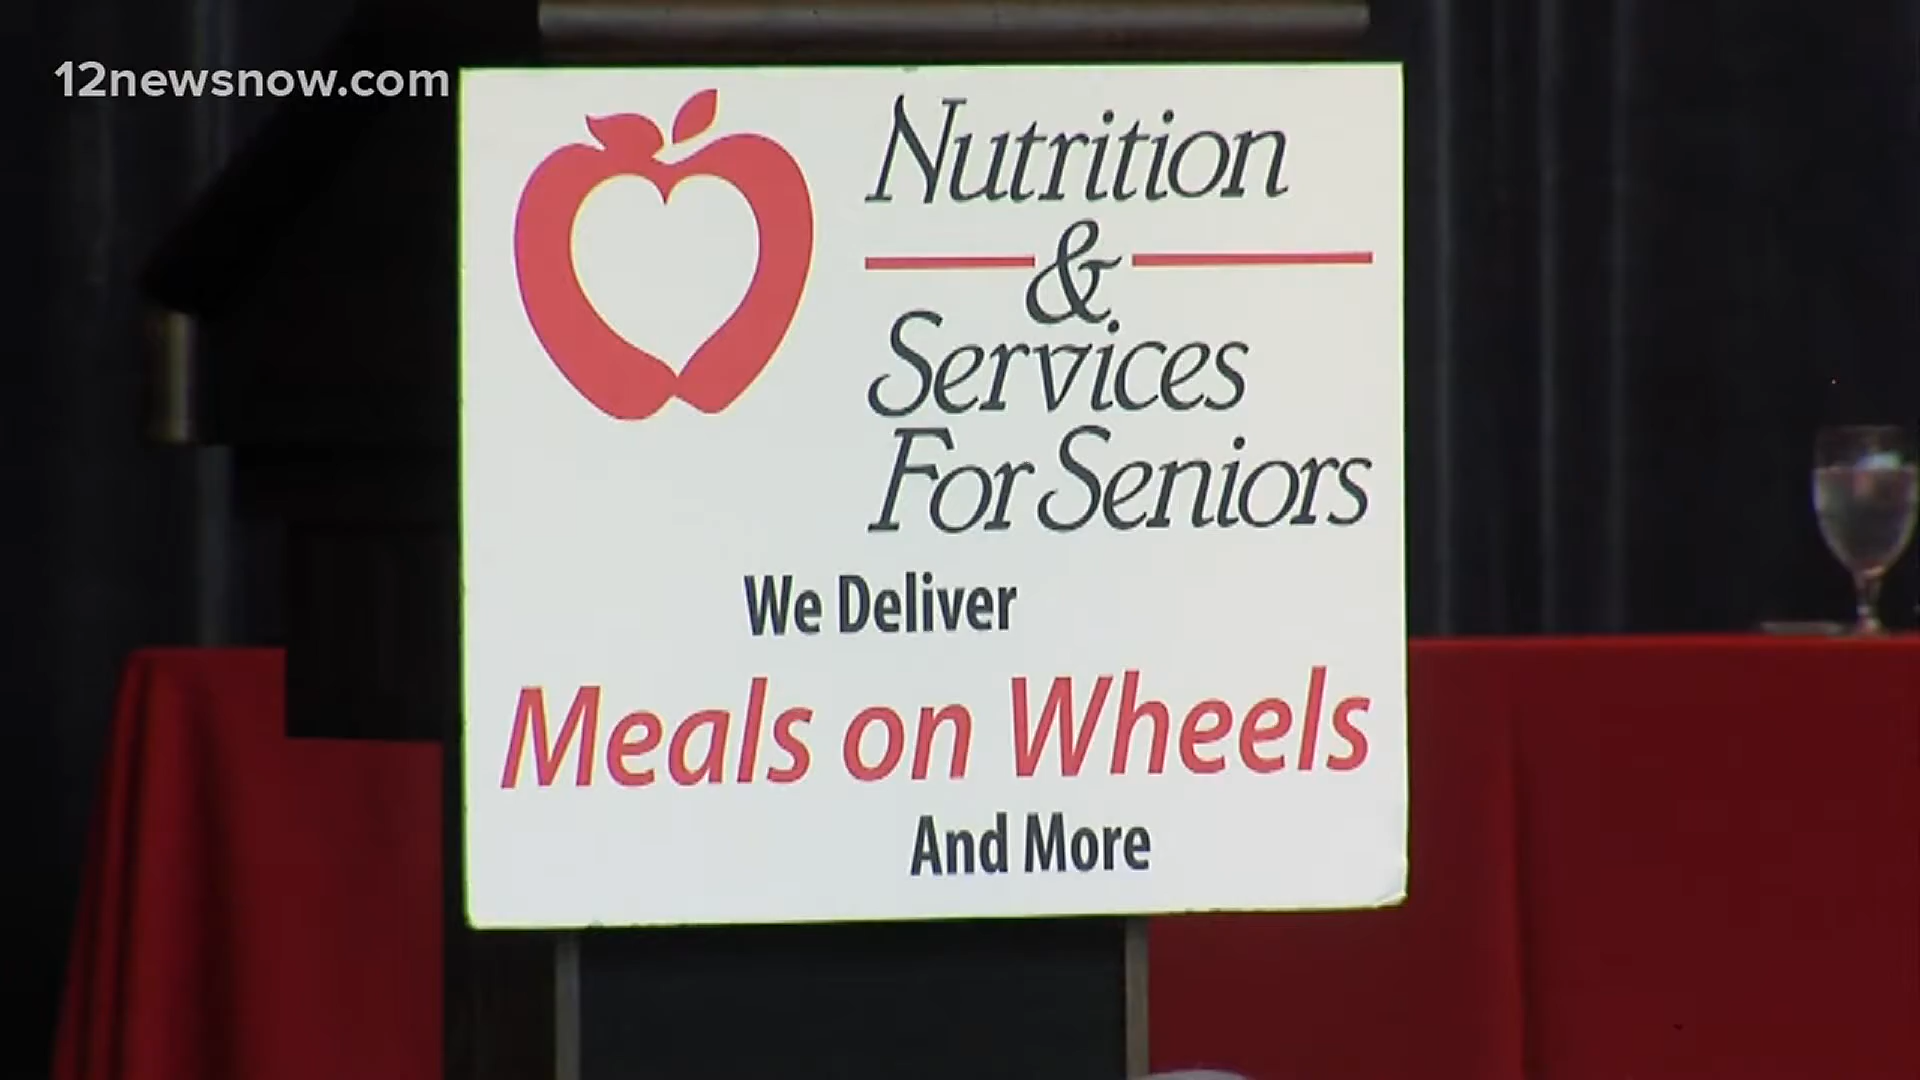 12newsnow.com
Nutrition
&
Services
For Seniors
We Deliver
Meals on Wheels
And More